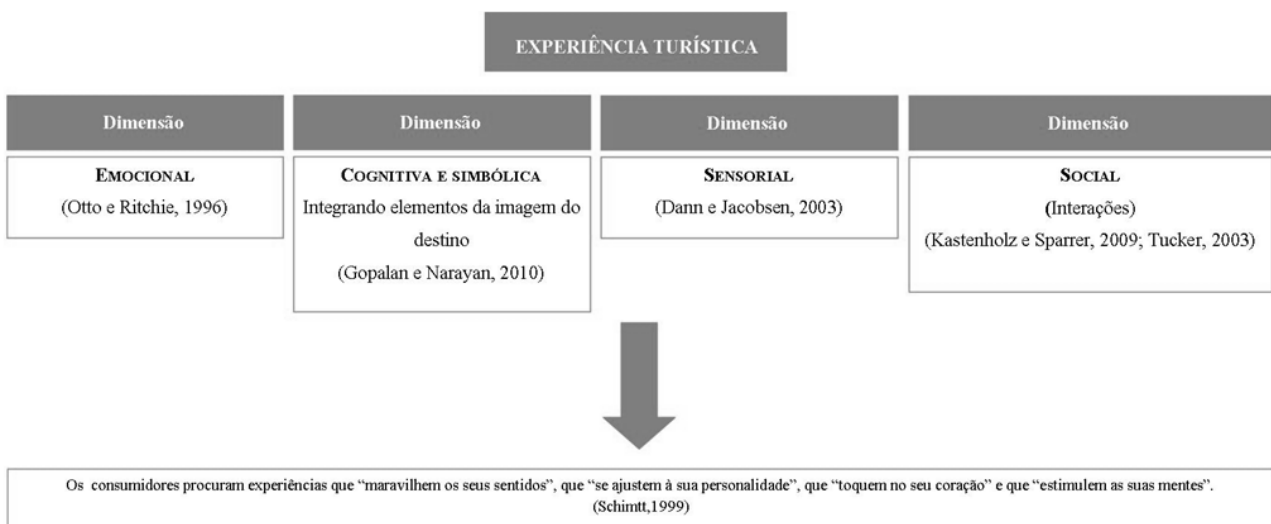 EXPERIÊNCIA TURÍSTICA
Dimensão
EMOCIONAL
(Otto e Ritchie, 1996)
Dimensão
COGNITIVA E SIMBÓLICA
Integrando elementos da imagem do
destino
(Gopalan e Narayan, 2010)
Dimensão
SENSORIAL
(Dann e Jacobsen, 2003)
Dimensão
SOCIAL
(Interações)
(Kastenholz e Sparrer, 2009; Tucker, 2003)
Os consumidores procuram experiências que “maravilhem os seus sentidos”, que “se ajustem à sua personalidade”, que “toquem no seu coração” e que “estimulem as suas mentes”.
(Schimtt,1999)